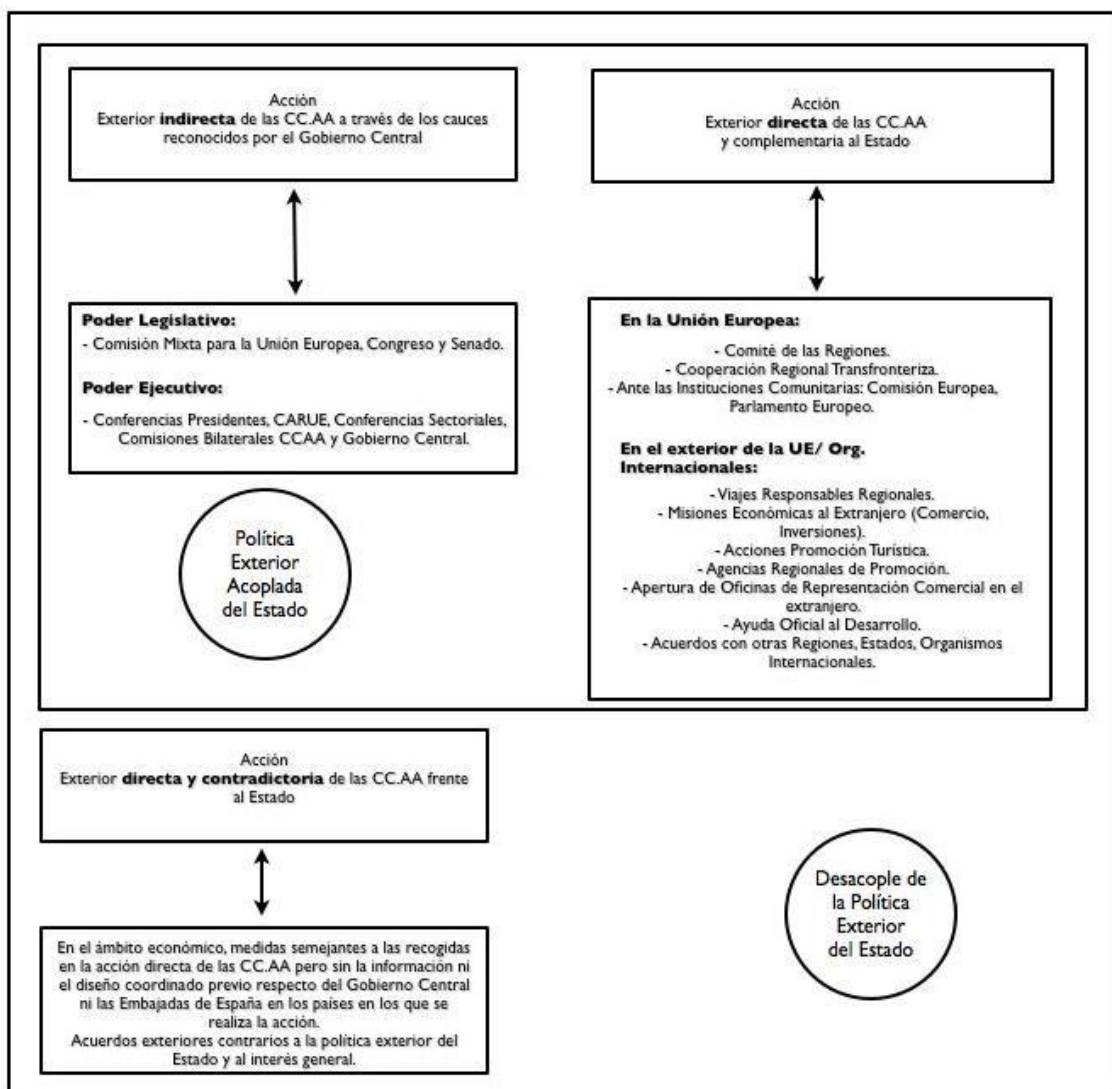 Acción
Exterior indirecta de las CC.AA a través de los cauces
reconocidos por el Gobierno Central
Acción
Exterior directa de las CC.AA
y complementaria al Estado
Poder Legislativo:
- Comisión Mixta para la Unión Europea, Congreso y Senado.
Poder Ejecutivo:
- Conferencias Presidentes, CARUE, Conferencias Sectoriales,
Comisiones Bilaterales CCAA y Gobierno Central.
Política
Exterior
Acoplada
del Estado
En la Unión Europea:
- Comité de las Regiones.
- Cooperación Regional Transfronteriza.
- Ante las Instituciones Comunitarias: Comisión Europea,
Parlamento Europeo.
En el exterior de la UE/ Org.
Internacionales:
- Viajes Responsables Regionales.
- Misiones Económicas al Extranjero (Comercio,
Inversiones).
- Acciones Promoción Turística.
- Agencias Regionales de Promoción.
- Apertura de Oficinas de Representación Comercial en el
extranjero.
- Ayuda Oficial al Desarrollo.
- Acuerdos con otras Regiones, Estados, Organismos
Internacionales.
Acción
Exterior directa y contradictoria de las CC.AA frente
al Estado
En el ámbito económico, medidas semejantes a las recogidas
en la acción directa de las CC.AA pero sin la información ni
el diseño coordinado previo respecto del Gobierno Central
ni las Embajadas de España en los países en los que se
realiza la acción.
Acuerdos exteriores contrarios a la política exterior del
Estado y al interés general.
Desacople de
la Política
Exterior
del Estado